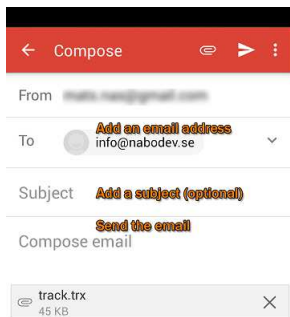 Compose
From
Add an email address
To info@nabodev.se
Subject Add a subject (optional)
Send the email
Compose email
track.trx
45 KB